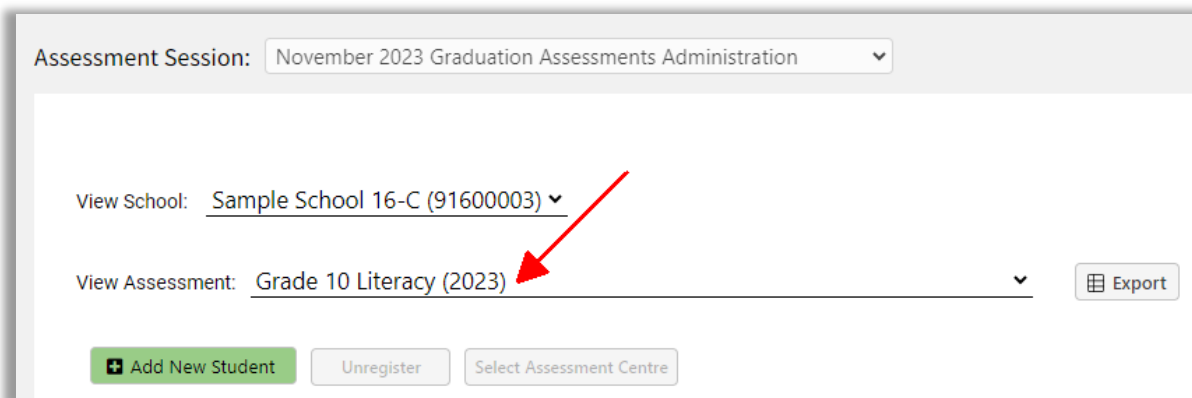 Assessment Session: November 2023 Graduation Assessments Administration
View School: Sample School 16-C (91600003)
View Assessment: Grade 10 Literacy (2023) Export
Add New Student Unregister Select Assessment Centre